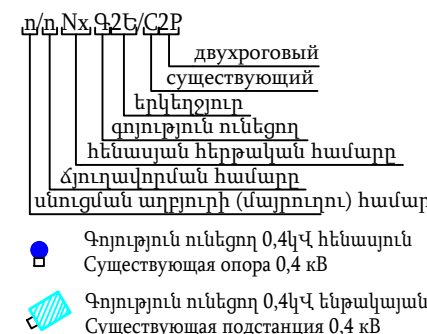 ո/ո Nx Գ2Ե/C2P
двухроговый
существующий
երկեղջյուր
գոյություն ունեցող
հենասյան հերթական համարը
ճյուղավորման համարը
սնուցման աղբյուրի (մայրուղու) համար
Գոյություն ունեցող 0,4կՎ հենասյուն
Существующая опора 0,4 кВ
Գոյություն ունեցող 0,4կՎ ենթակայան
Существующая подстанция 0,4 кВ